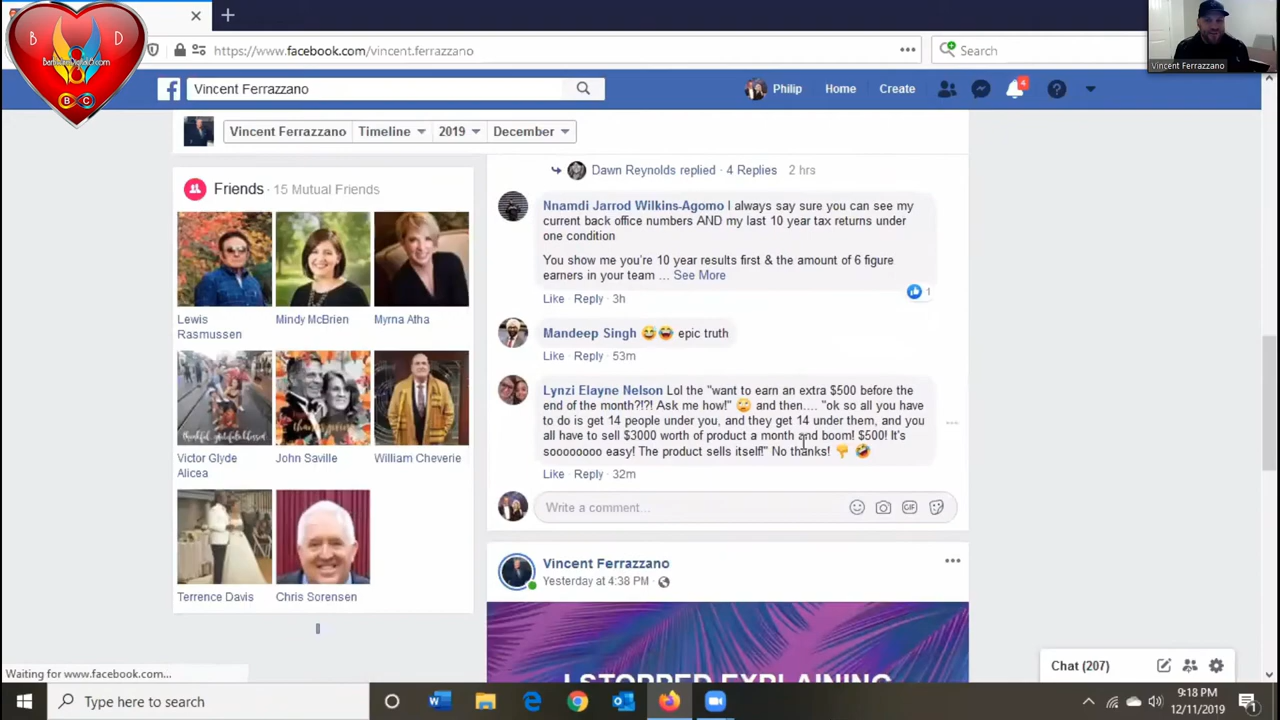 B D
BarbarianDigital8.com
B C
https://www.facebook.com/vincent.ferrazzano
Search
Vincent Ferrazzano
Vincent Ferrazzano
Philip
Home
Create
4
Vincent Ferrazzano
Timeline
2019
December
Friends · 15 Mutual Friends
Lewis
Rasmussen
Mindy McBrien
Myrna Atha
Victor Glyde
Alicea
John Saville
William Cheverie
Terrence Davis
Chris Sorensen
Dawn Reynolds replied · 4 Replies 2 hrs
Nnamdi Jarrod Wilkins-Agomo I always say sure you can see my
current back office numbers AND my last 10 year tax returns under
one condition
You show me you're 10 year results first & the amount of 6 figure
earners in your team ... See More
1
Like · Reply · 3h
Mandeep Singh 😅😂 epic truth
Like · Reply · 53m
Lynzi Elayne Nelson Lol the "want to earn an extra $500 before the
end of the month?!?! Ask me how!" 🙄 and then.... "ok so all you have
to do is get 14 people under you, and they get 14 under them, and you
all have to sell $3000 worth of product a month and boom! $500! It's
soooooooo easy! The product sells itself!" No thanks! 👇 🤣
Like · Reply · 32m
Write a comment...
GIF
Vincent Ferrazzano
Yesterday at 4:38 PM ·
I STOPPED EXPLAINING
Chat (207)
Waiting for www.facebook.com...
Type here to search
9:18 PM
12/11/2019
1